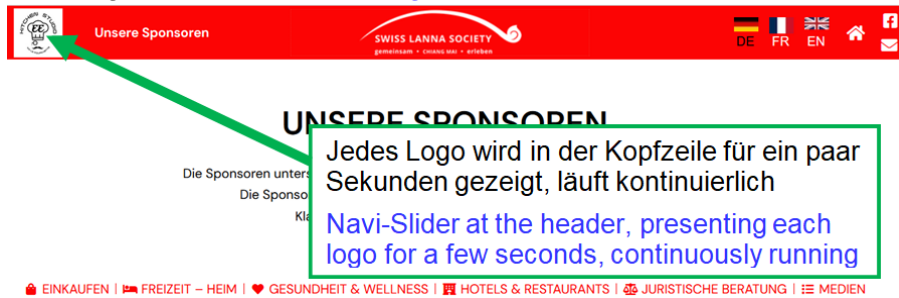 KITCHEN STUDIO
Unsere Sponsoren
SWISS LANNA SOCIETY
gemeinsam • CHIANG MAI • erleben
DE FR EN
UNSERE SPONSOREN
Die Sponsoren unters
Die Sponso
Kla
Jedes Logo wird in der Kopfzeile für ein paar
Sekunden gezeigt, läuft kontinuierlich
Navi-Slider at the header, presenting each
logo for a few seconds, continuously running
EINKAUFEN | FREIZEIT – HEIM | GESUNDHEIT & WELLNESS | HOTELS & RESTAURANTS | JURISTISCHE BERATUNG | MEDIEN